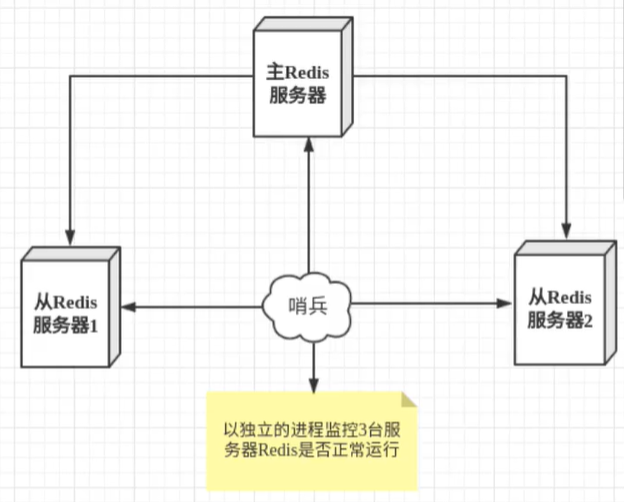 主Redis
服务器
从Redis
服务器1
哨兵
从Redis
服务器2
以独立的进程监控3台服
务器Redis是否正常运行